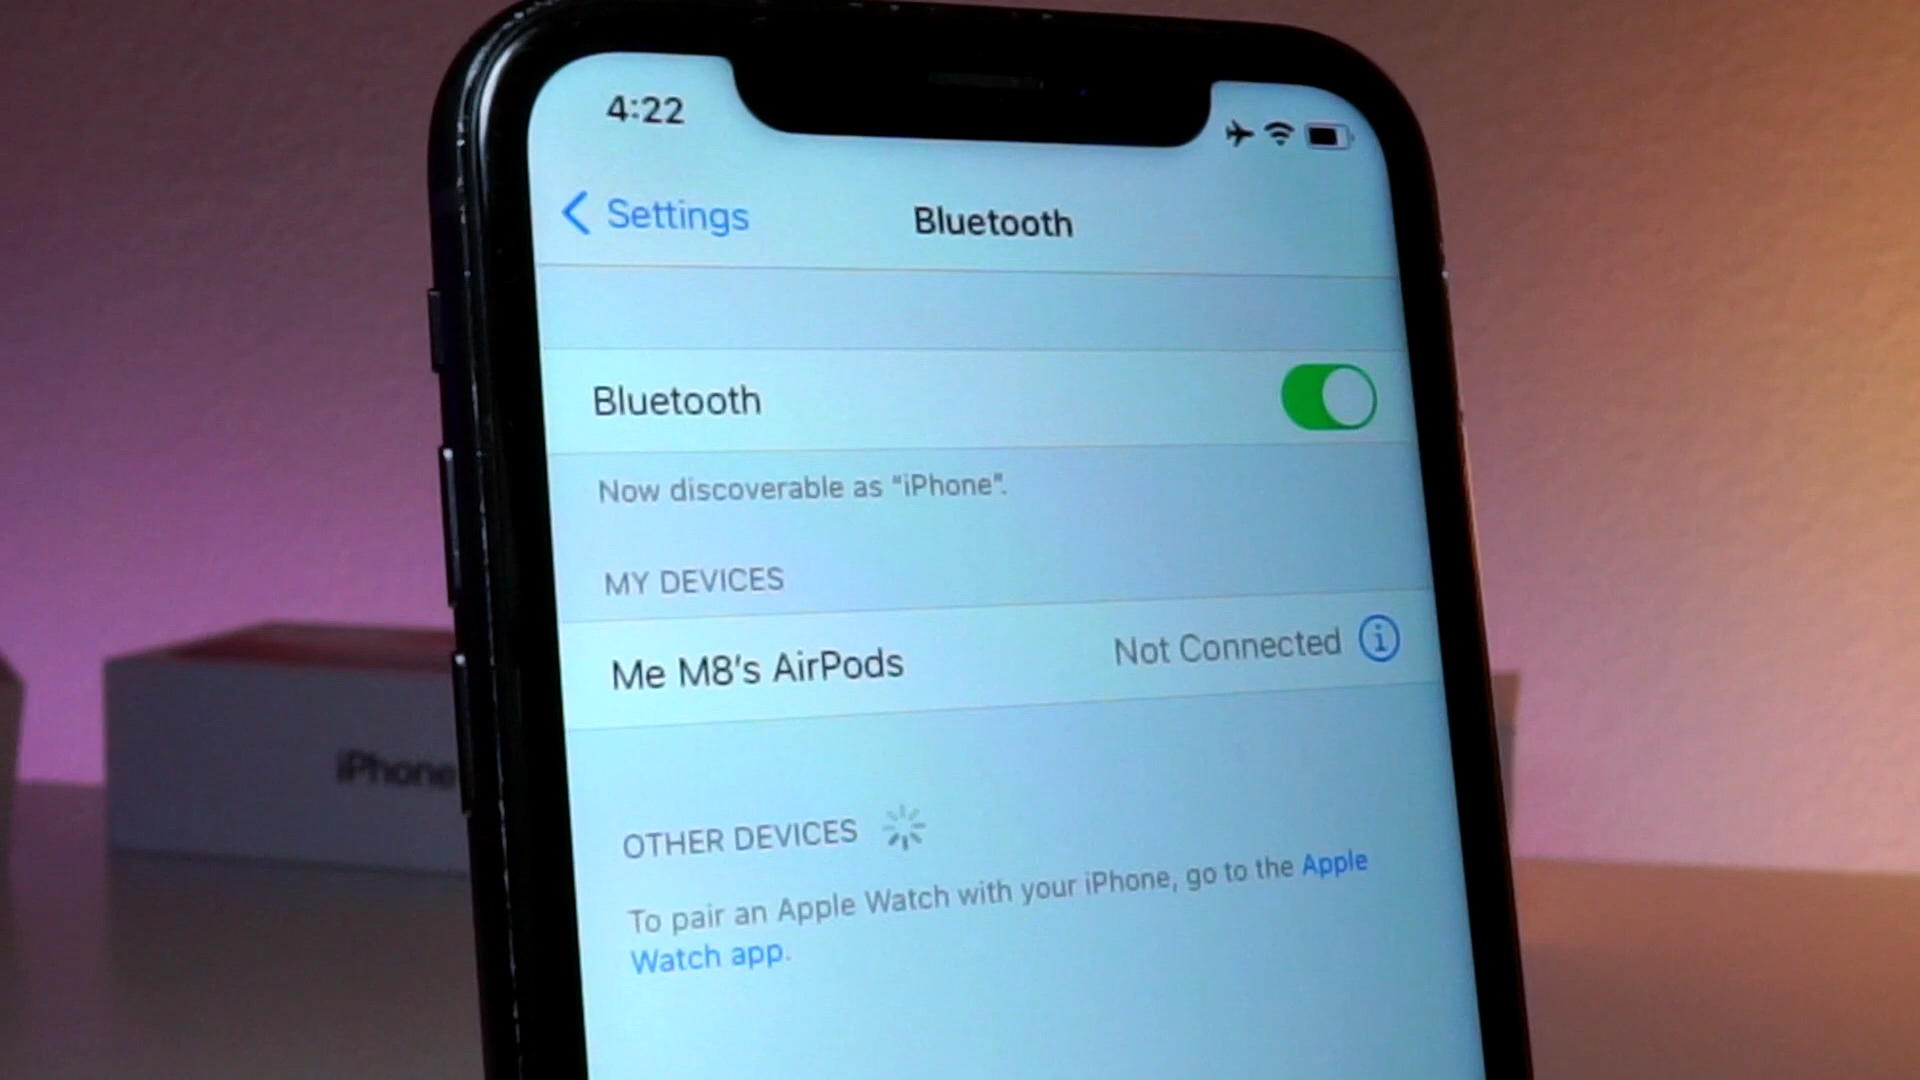 4:22
Settings
Bluetooth
Bluetooth
Now discoverable as "iPhone".
MY DEVICES
Me M8's AirPods Not Connected
OTHER DEVICES
To pair an Apple Watch with your iPhone, go to the Apple
Watch app.
iPhone